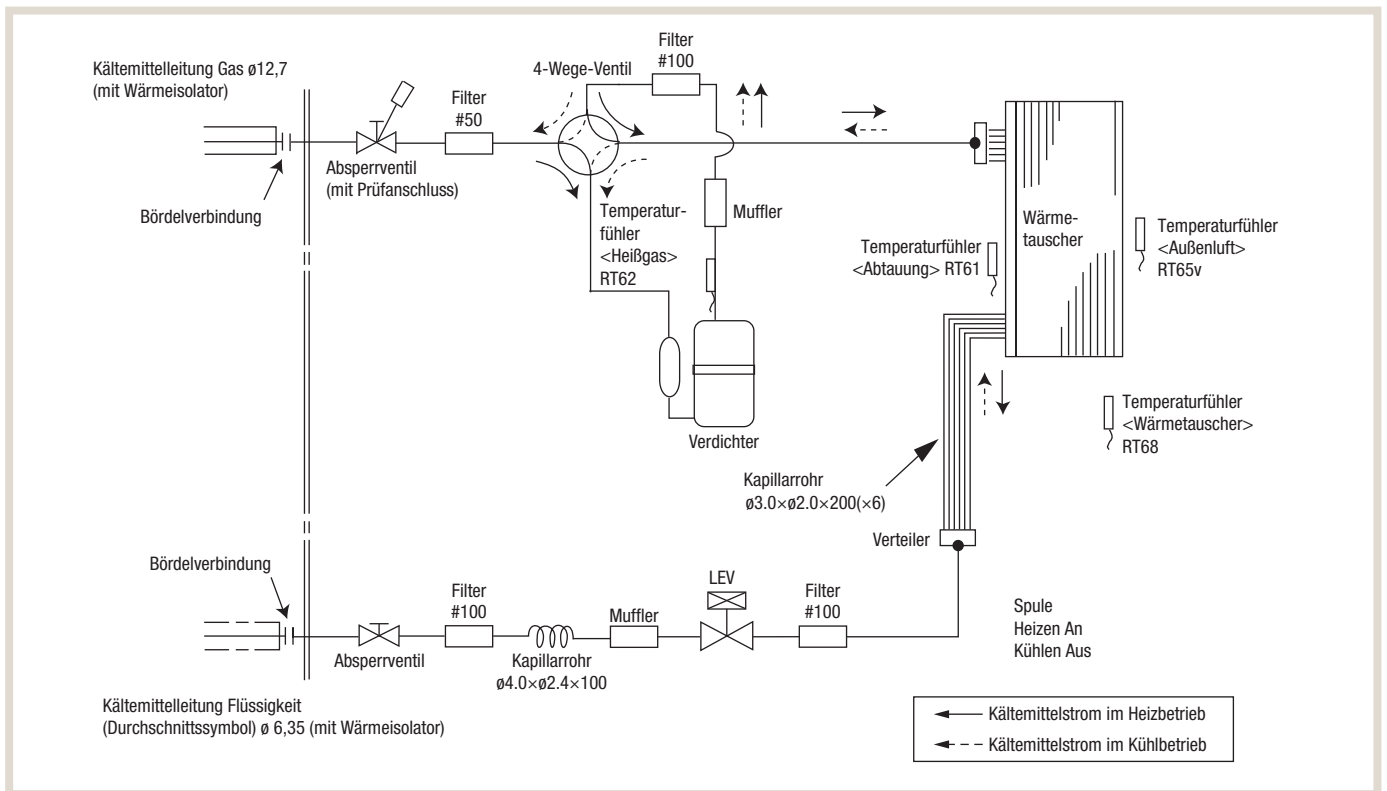 Kältemittelleitung Gas ø12,7
(mit Wärmeisolator)
Bördelverbindung
Absperrventil
(mit Prüfanschluss)
Filter
#50
4-Wege-Ventil
Filter
#100
Temperatur-
fühler
<Heißgas>
RT62
Muffler
Verdichter
Temperaturfühler
<Abtauung> RT61
Wärme-
tauscher
Temperaturfühler
<Außenluft>
RT65v
Temperaturfühler
<Wärmetauscher>
RT68
Kapillarrohr
ø3.0×ø2.0×200(×6)
Verteiler
Bördelverbindung
Absperrventil
Filter
#100
Kapillarrohr
ø4.0×ø2.4×100
Muffler
LEV
Filter
#100
Spule
Heizen An
Kühlen Aus
Kältemittelleitung Flüssigkeit
(Durchschnittssymbol) ø 6,35 (mit Wärmeisolator)
Kältemittelstrom im Heizbetrieb
Kältemittelstrom im Kühlbetrieb